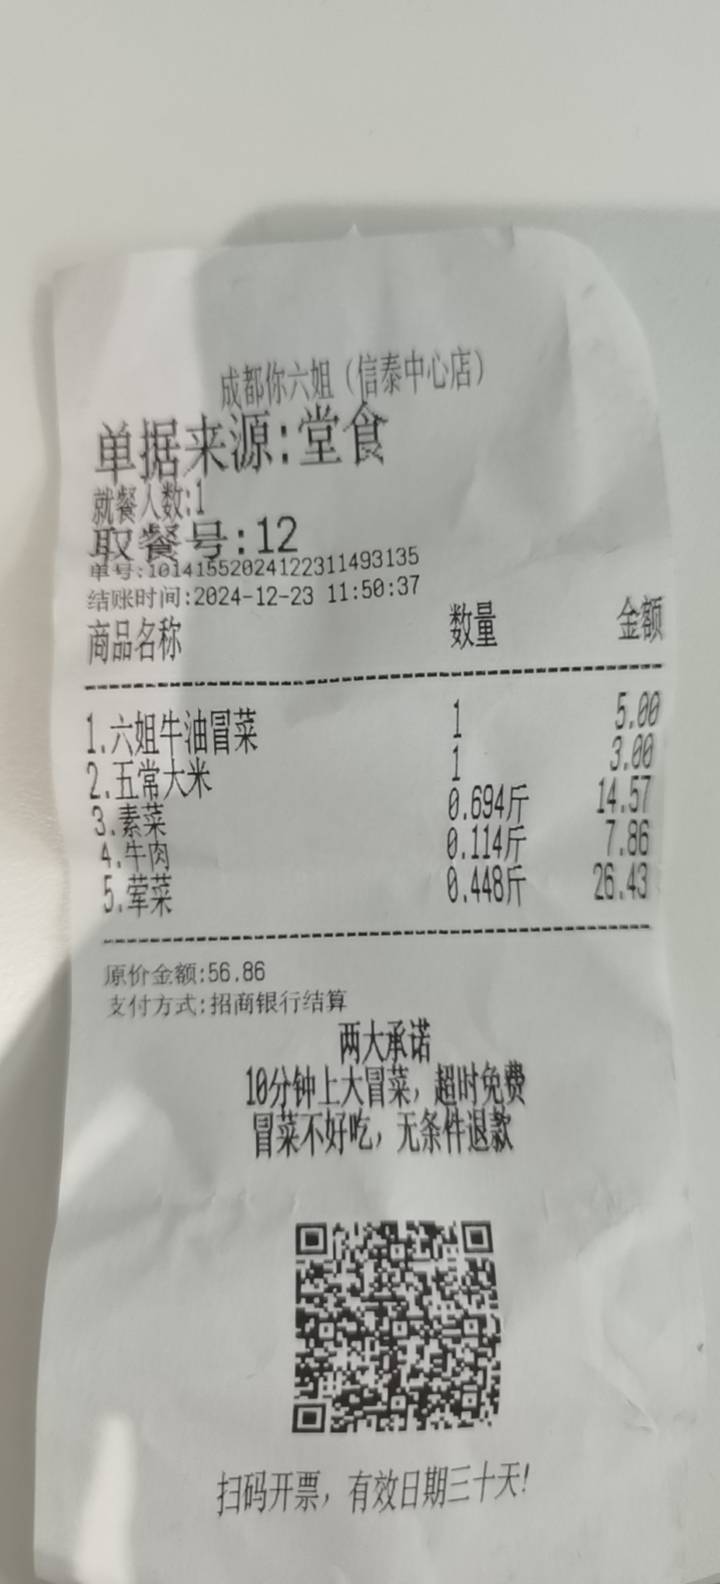 成都你六姐（信泰中心店）
单据来源:堂食
就餐人数:1
取餐号:12
单号:10141552024122311493135
结账时间:2024-12-23 11:50:37
商品名称 数量 金额
1.六姐牛油冒菜 1 5.00
2.五常大米 1 3.00
3.素菜 0.694斤 14.57
4.牛肉 0.114斤 7.86
5.荤菜 0.448斤 26.43
原价金额:56.86
支付方式:招商银行结算
两大承诺
10分钟上大冒菜，超时免费
冒菜不好吃，无条件退款
扫码开票，有效日期三十天!